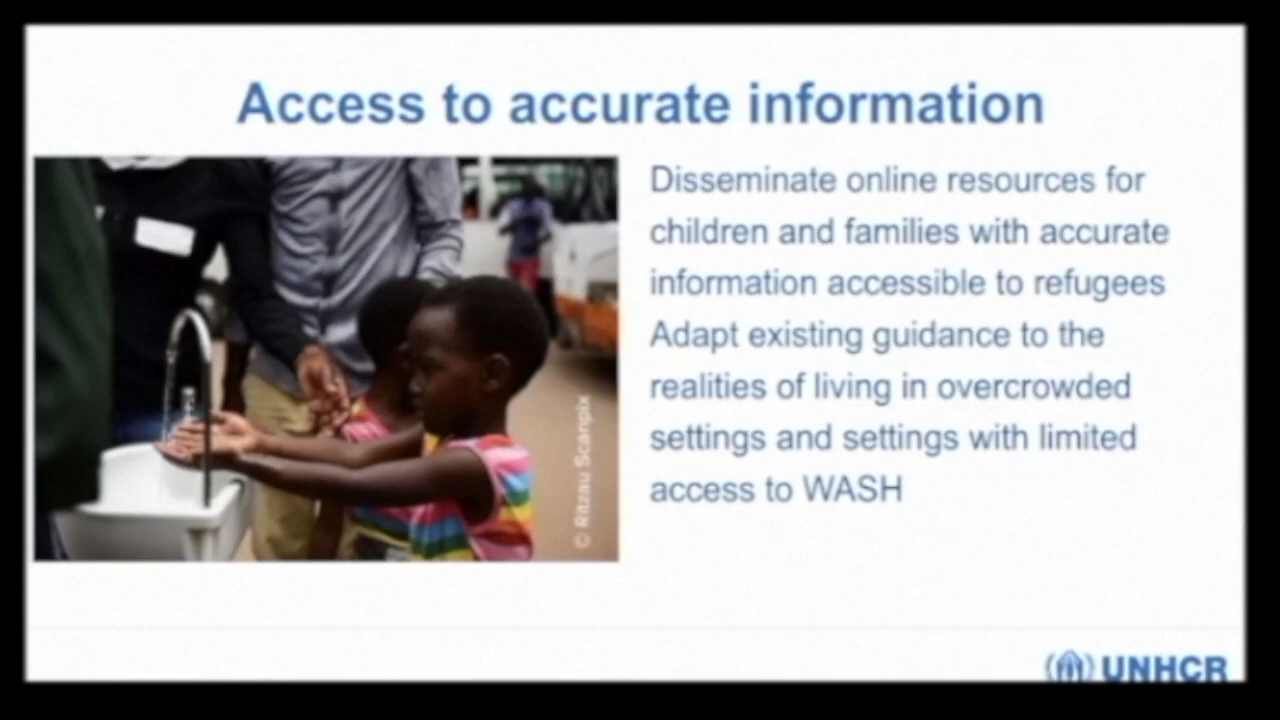 Access to accurate information
Disseminate online resources for
children and families with accurate
information accessible to refugees
Adapt existing guidance to the
realities of living in overcrowded
settings and settings with limited
access to WASH
© Ritzau Scanpix
UNHCR